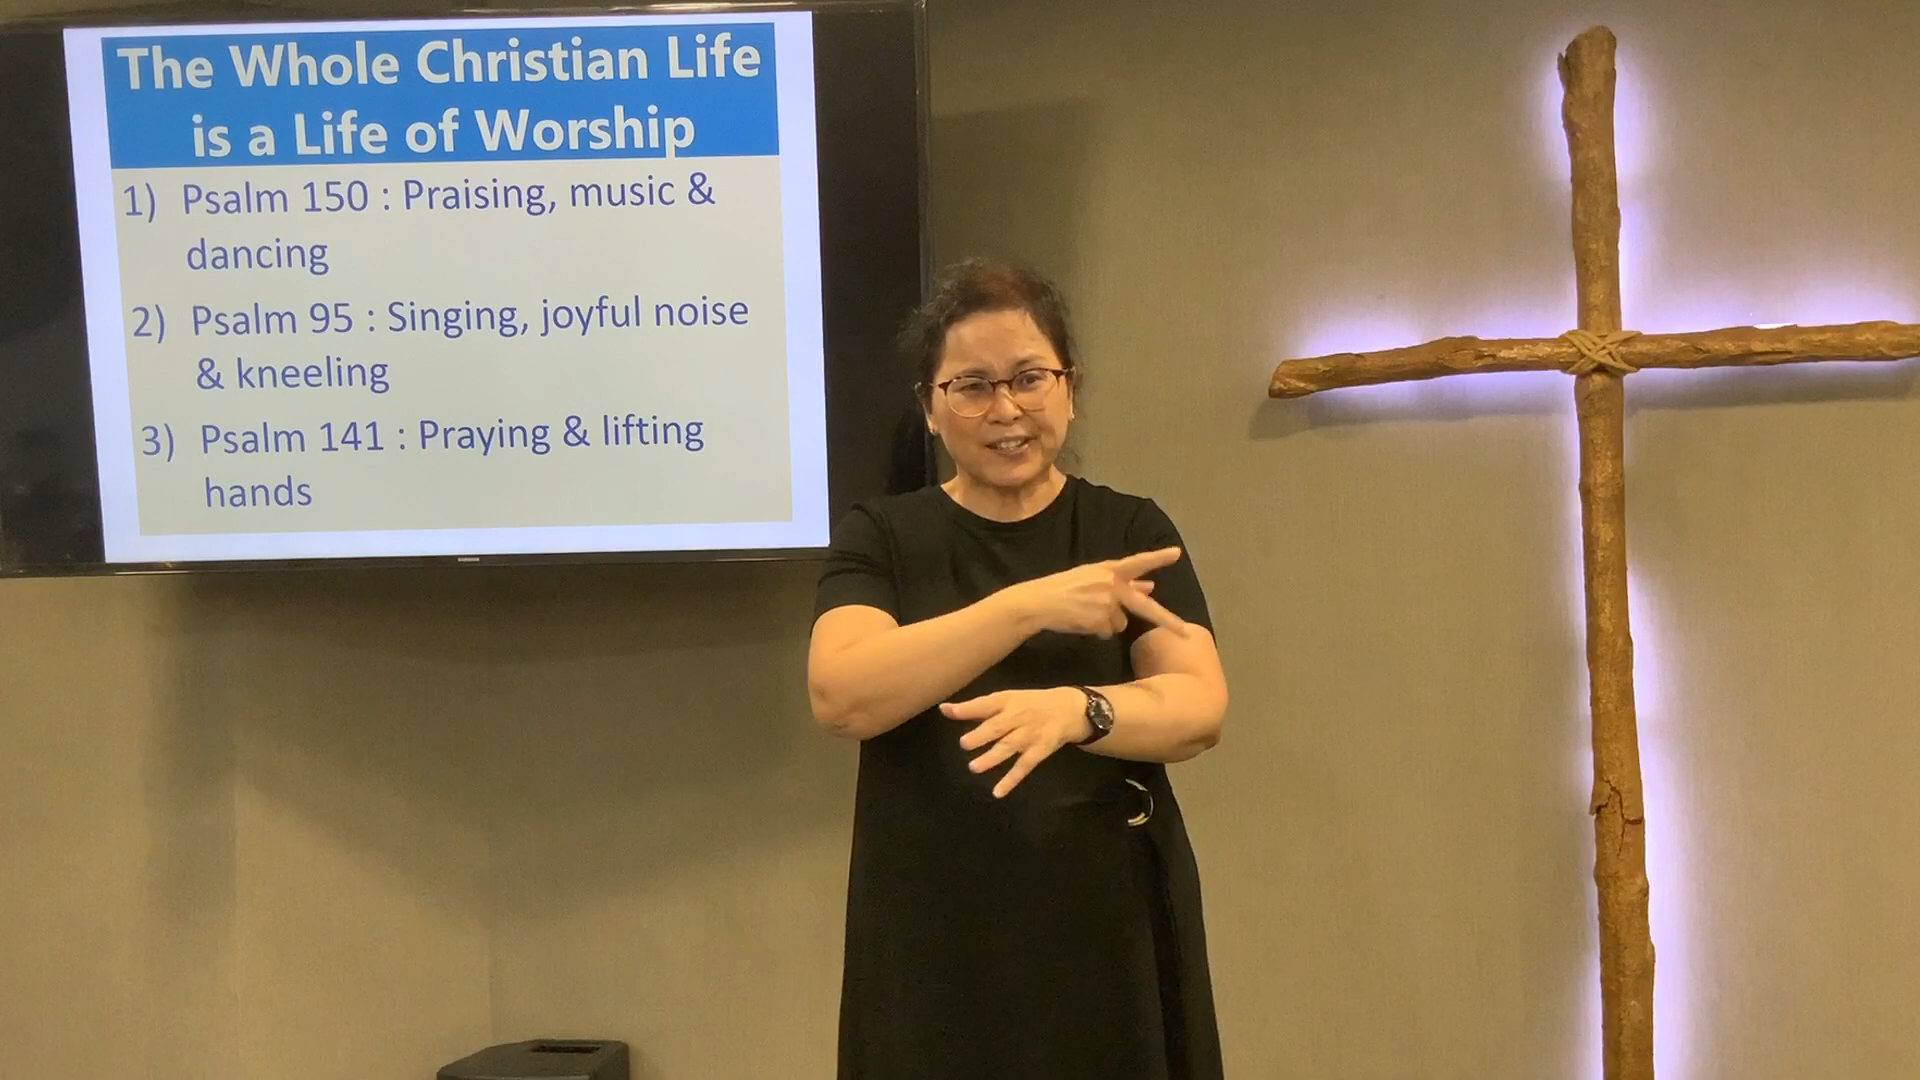 The Whole Christian Life
is a Life of Worship
1) Psalm 150 : Praising, music &
dancing
2) Psalm 95 : Singing, joyful noise
& kneeling
3) Psalm 141 : Praying & lifting
hands